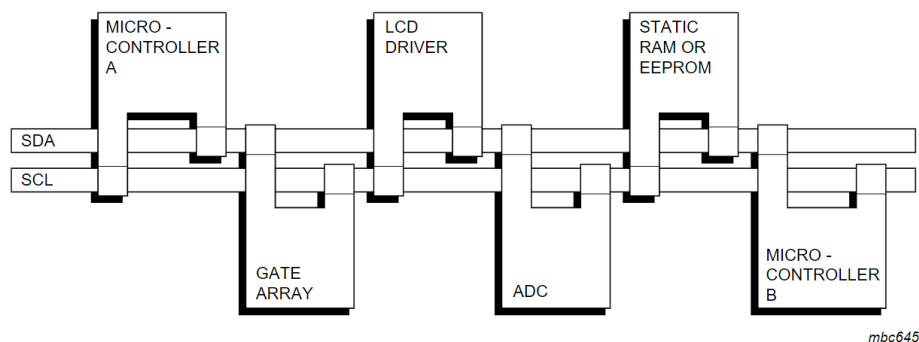 MICRO -
CONTROLLER
A
LCD
DRIVER
STATIC
RAM OR
EEPROM
SDA
SCL
GATE
ARRAY
ADC
MICRO -
CONTROLLER
B
mbc645